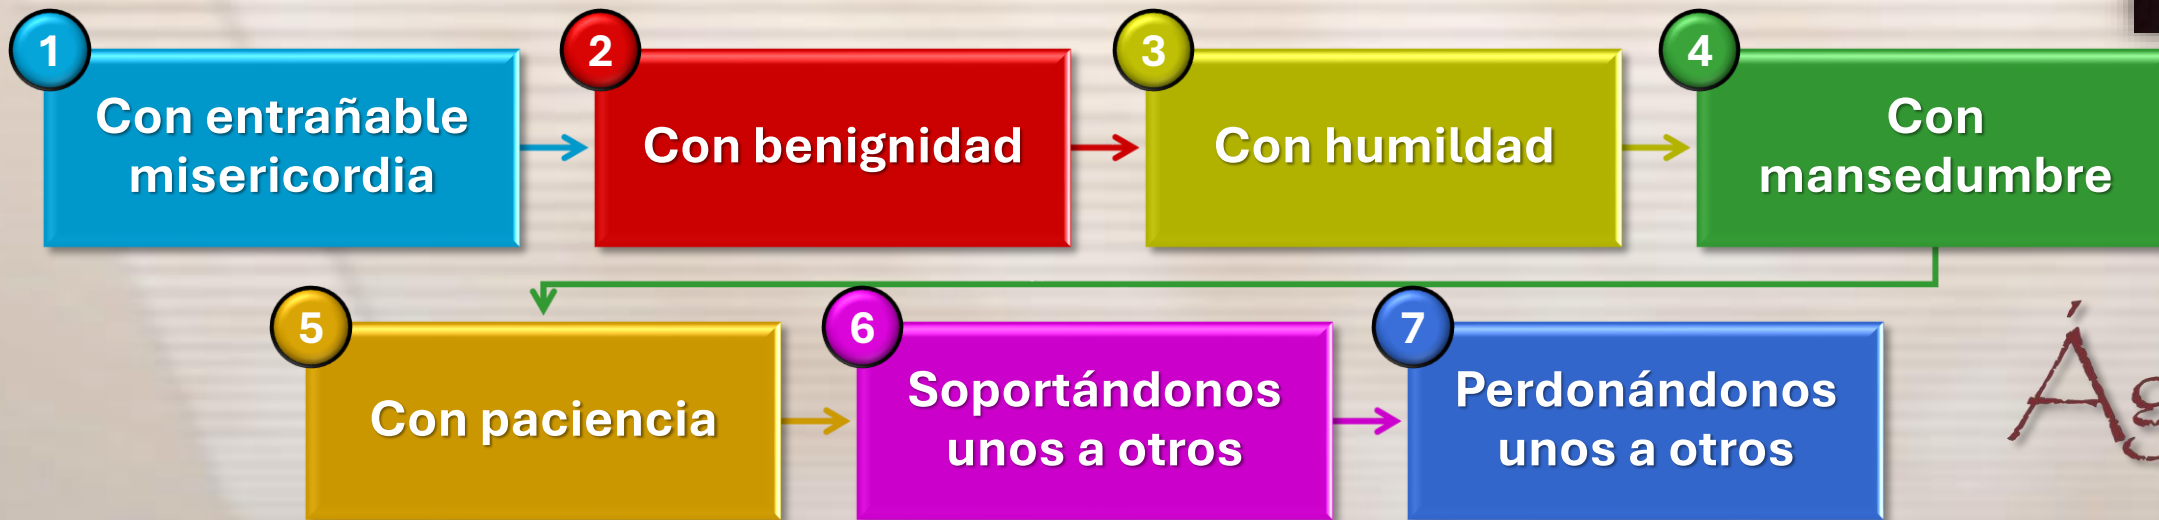 1
Con entrañable
misericordia
2
Con benignidad
3
Con humildad
4
Con
mansedumbre
5
Con paciencia
6
Soportándonos
unos a otros
7
Perdonándonos
unos a otros